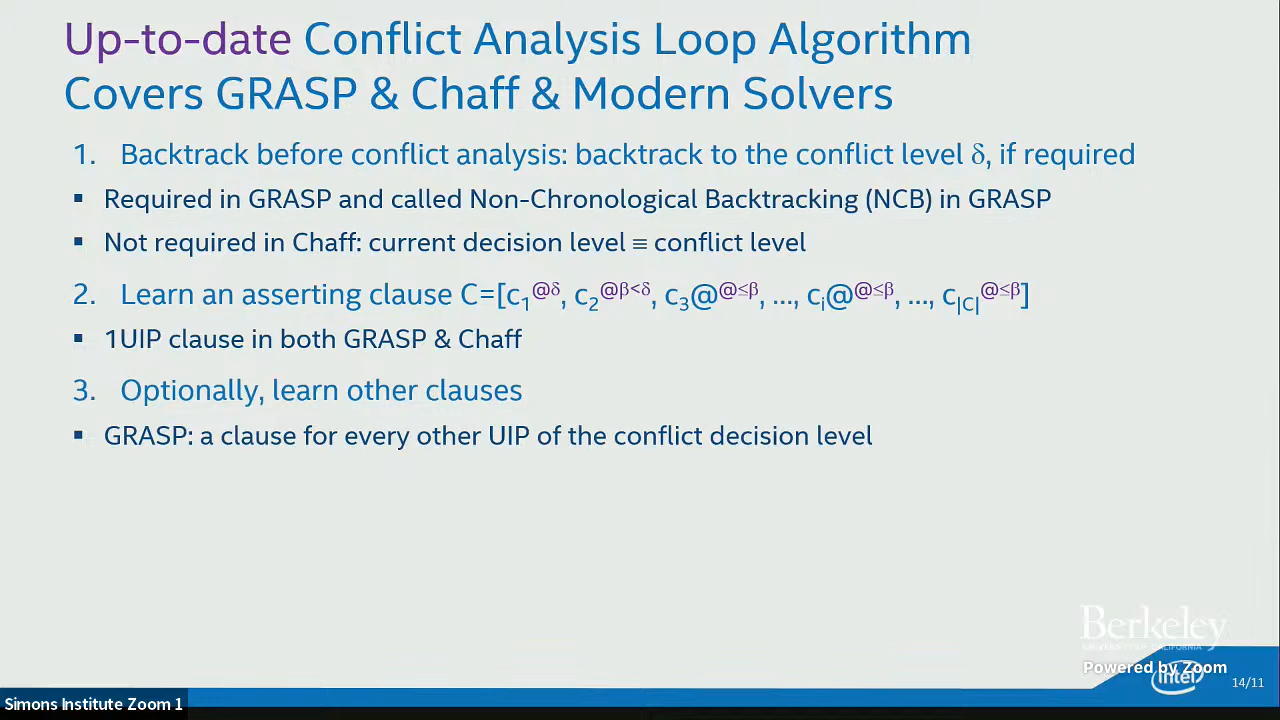 Up-to-date Conflict Analysis Loop Algorithm
Covers GRASP & Chaff & Modern Solvers
1. Backtrack before conflict analysis: backtrack to the conflict level δ, if required
▪ Required in GRASP and called Non-Chronological Backtracking (NCB) in GRASP
▪ Not required in Chaff: current decision level ≡ conflict level
2. Learn an asserting clause C=[c1@δ, c2@β<δ, c3@@≤β, ..., ci@@≤β, ..., c|C|@≤β]
▪ 1UIP clause in both GRASP & Chaff
3. Optionally, learn other clauses
▪ GRASP: a clause for every other UIP of the conflict decision level
Berkeley
UNIVERSITY OF CALIFORNIA
Powered by Zoom
intel
14/11
Simons Institute Zoom 1